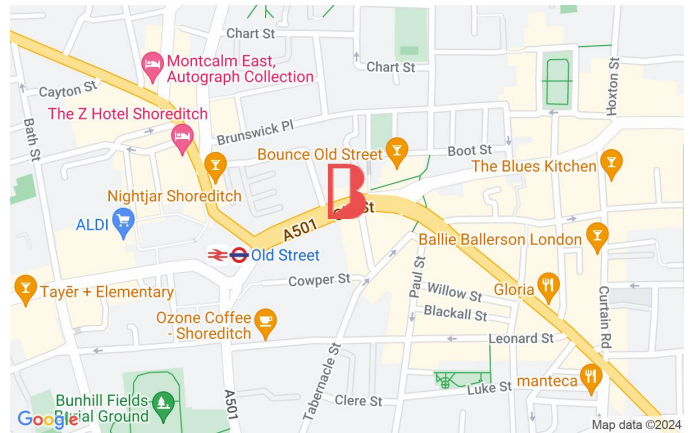 Chart St
Montcalm East,
Autograph Collection
Chart St
Hoxton St
Cayton St
The Z Hotel Shoreditch
Brunswick Pl
Bath St
Bounce Old Street
Boot St
The Blues Kitchen
Nightjar Shoreditch
B
St
A501
ALDI
Old Street
Ballie Ballerson London
Paul St
Cowper St
Tayēr + Elementary
Willow St
Gloria
Curtain Rd
Blackall St
Ozone Coffee
- Shoreditch
Leonard St
Tabernacle St
manteca
Luke St
A501
Clere St
Bunhill Fields
Burial Ground
Google
Map data ©2024